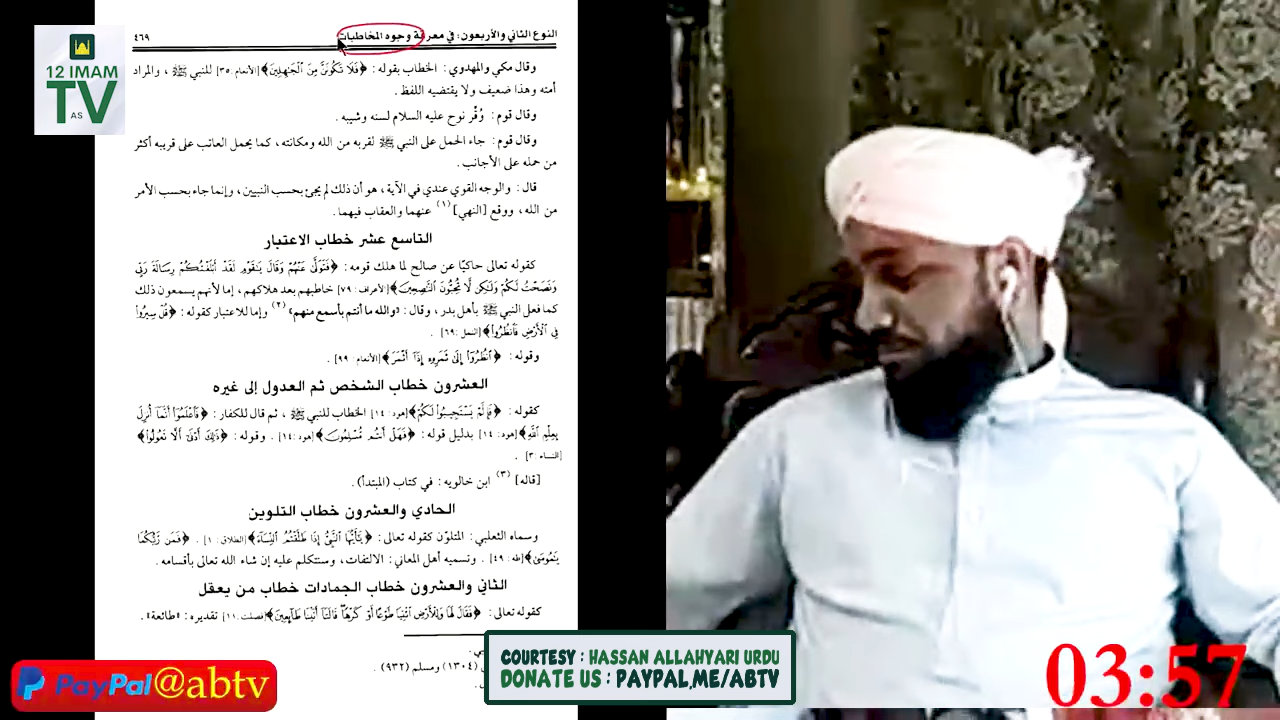 النوع الثاني والأربعون: في معرفة وجوه المخاطبات
٤٦٩
وقال مكي والمهدوي: الخطاب بقوله: ﴿فَلَا تَكُونَنَّ مِنَ الْجَاهِلِينَ﴾[الأنعام: ٣٥] للنبي ﷺ، والمراد
أمته وهذا ضعيف ولا يقتضيه اللفظ.
وقال قوم: وُقِّر نوح عليه السلام لسنه وشيبه.
وقال قوم: جاء الحمل على النبي ﷺ لقربه من الله ومكانته، كما يحمل العاتب على قريبه أكثر
من حمله على الأجانب.
قال: والوجه القوي عندي في الآية، هو أن ذلك لم يجئ بحسب النبيين، وإنما جاء بحسب الأمر
من الله، ووقع [النهي](١) عنهما والعقاب فيهما.
التاسع عشر خطاب الاعتبار
كقوله تعالى حاكيًا عن صالح لما هلك قومه: ﴿فَتَوَلَّىٰ عَنْهُمْ وَقَالَ يَٰقَوْمِ لَقَدْ أَبْلَغْتُكُمْ رِسَالَةَ رَبِّي
وَنَصَحْتُ لَكُمْ وَلَٰكِن لَّا تُحِبُّونَ النَّٰصِحِينَ﴾[الأعراف: ٧٩] خاطبهم بعد هلاكهم، إما لأنهم يسمعون ذلك
كما فعل النبي ﷺ بأهل بدر، وقال: «والله ما أنتم بأسمع منهم»(٢) وإما للاعتبار كقوله: ﴿قُلْ سِيرُوا۟
فِي الْأَرْضِ فَانظُرُوا۟﴾[النمل: ٦٩].
وقوله: ﴿انظُرُوٓا۟ إِلَىٰ ثَمَرِهِ إِذَآ أَثْمَرَ﴾[الأنعام: ٩٩].
العشرون خطاب الشخص ثم العدول إلى غيره
كقوله: ﴿فَإِلَّمْ يَسْتَجِيبُوا۟ لَكُمْ﴾[هود: ١٤] الخطاب للنبي ﷺ، ثم قال للكفار: ﴿فَاعْلَمُوٓا۟ أَنَّمَآ أُنزِلَ
بِعِلْمِ اللَّهِ﴾[هود: ١٤] بدليل قوله: ﴿فَهَلْ أَنتُم مُّسْلِمُونَ﴾[هود: ١٤]. وقوله: ﴿ذَٰلِكَ أَدْنَىٰٓ أَلَّا تَعُولُوا۟﴾
[النساء: ٣].
[قاله](٣) ابن خالويه: في كتاب (المبتدأ).
الحادي والعشرون خطاب التلوين
وسماه الثعلبي: المتلوّن كقوله تعالى: ﴿يَٰٓأَيُّهَا النَّبِيُّ إِذَا طَلَّقْتُمُ النِّسَآءَ﴾[الطلاق: ١]. ﴿فَمَن رَّبُّكُمَا
يَٰمُوسَىٰ﴾[طه: ٤٩]. وتسميه أهل المعاني: الالتفات، وسنتكلم عليه إن شاء الله تعالى بأقسامه.
الثاني والعشرون خطاب الجمادات خطاب من يعقل
كقوله تعالى: ﴿فَقَالَ لَهَا وَلِلْأَرْضِ ائْتِيَا طَوْعًا أَوْ كَرْهًا قَالَتَآ أَتَيْنَا طَآئِعِينَ﴾[فصلت: ١١] تقديره: «طائعة».
(١٣٠٤) ومسلم (٩٣٢).
12 IMAM
TV
AS
PayPal@abtv
COURTESY : HASSAN ALLAHYARI URDU
DONATE US : PAYPAL.ME/ABTV
03:57